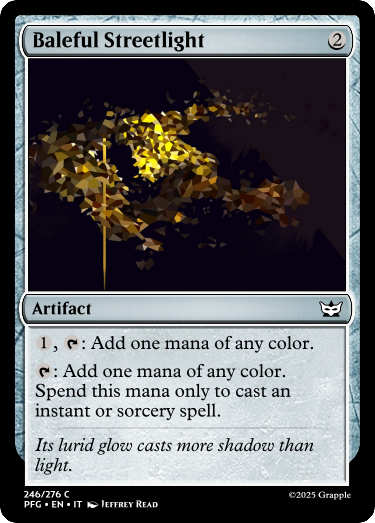 Baleful Streetlight 2
Artifact
1, : Add one mana of any color.
: Add one mana of any color.
Spend this mana only to cast an
instant or sorcery spell.
Its lurid glow casts more shadow than
light.
246/276 C
PFG • EN • IT Jeffrey Read
©2025 Grapple